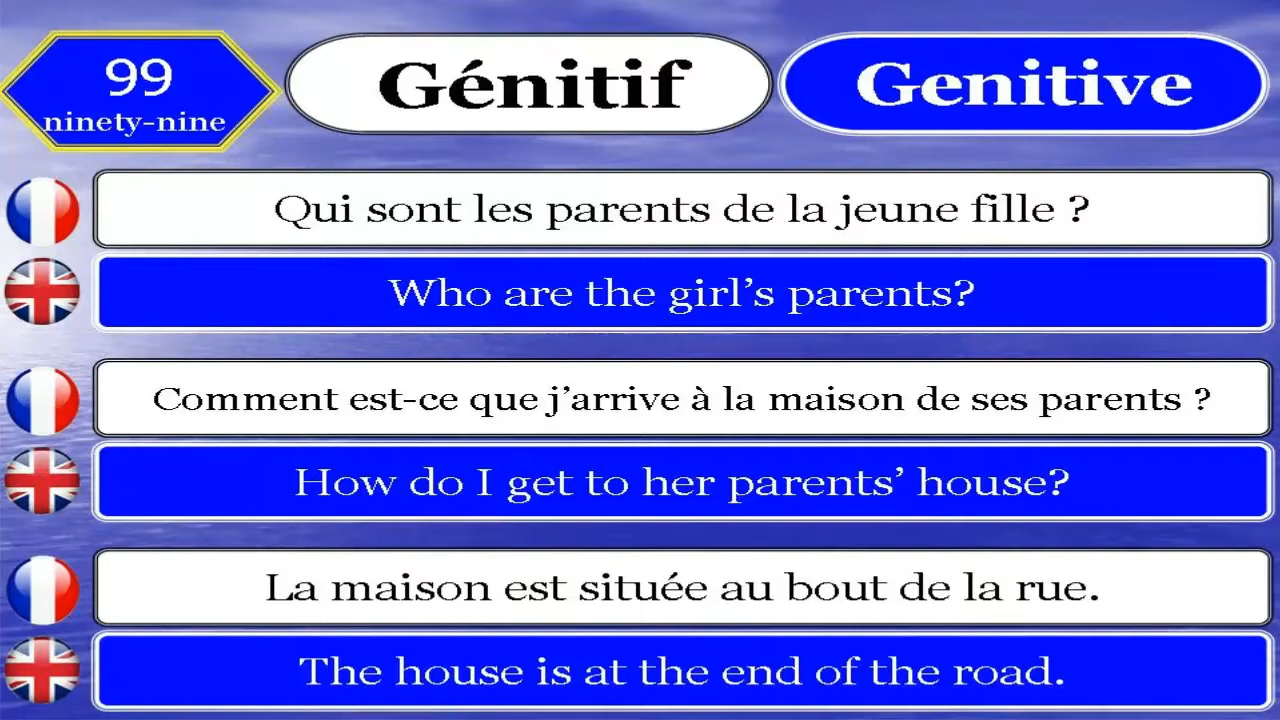 99
ninety-nine
Génitif
Genitive
Qui sont les parents de la jeune fille ?
Who are the girl’s parents?
Comment est-ce que j’arrive à la maison de ses parents ?
How do I get to her parents’ house?
La maison est située au bout de la rue.
The house is at the end of the road.